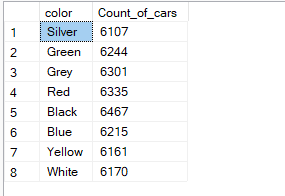 color Count_of_cars
1 Silver 6107
2 Green 6244
3 Grey 6301
4 Red 6335
5 Black 6467
6 Blue 6215
7 Yellow 6161
8 White 6170